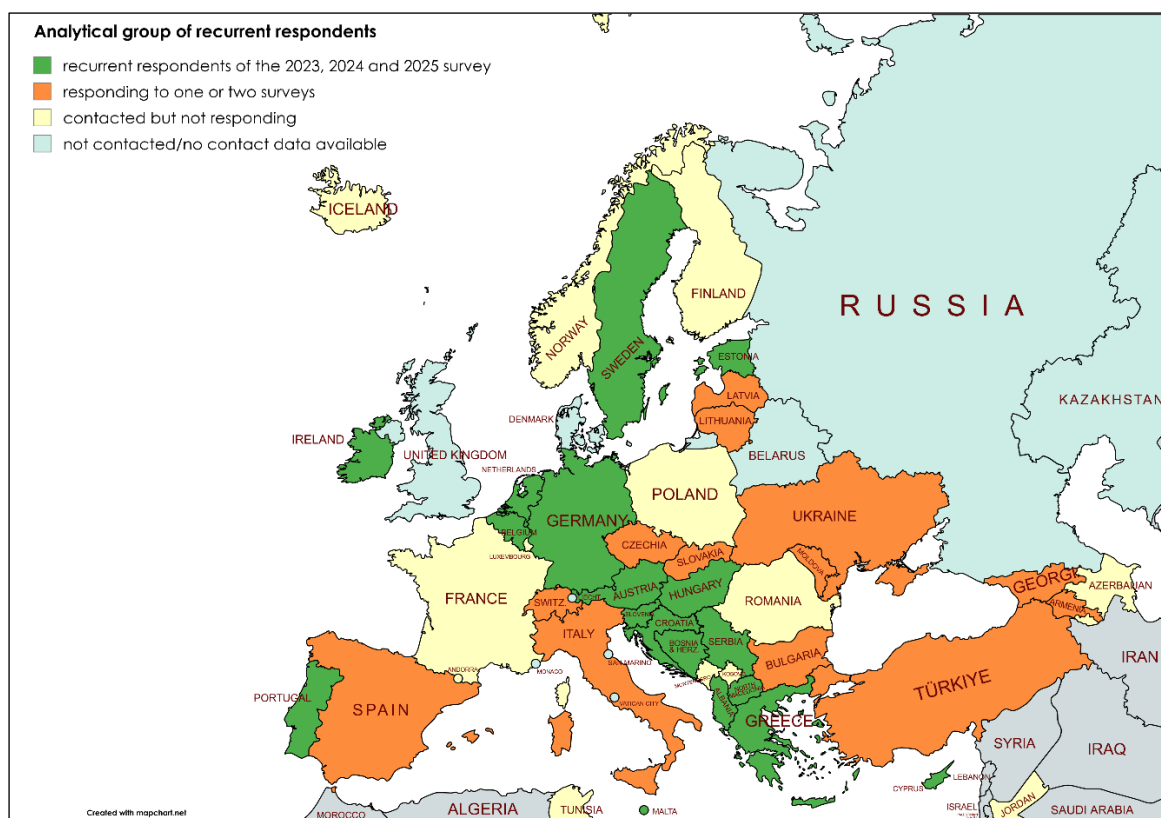 Analytical group of recurrent respondents
recurrent respondents of the 2023, 2024 and 2025 survey
responding to one or two surveys
contacted but not responding
not contacted/no contact data available
ICELAND
NORWAY
SWEDEN
FINLAND
RUSSIA
ESTONIA
LATVIA
LITHUANIA
KAZAKHSTAN
DENMARK
IRELAND
UNITED KINGDOM
BELARUS
NETHERLANDS
POLAND
GERMANY
BELGIUM
UKRAINE
LUXEMBOURG
CZECHIA
SLOVAKIA
MOLDOVA
FRANCE
SWITZ.
AUSTRIA
HUNGARY
ROMANIA
GEORGI
AZERBAIJAN
ARMENIA
SLOVENIA
CROATIA
ITALY
BOSNIA
& HERZ.
SERBIA
SAN MARINO
MONACO
ANDORRA
BULGARIA
KOSOVO
MONTENEGRO
NORTH
MACEDONIA
ALBANIA
VATICAN CITY
PORTUGAL
SPAIN
GREECE
TÜRKIYE
IRAN
SYRIA
IRAQ
CYPRUS
LEBANON
ISRAEL
JORDAN
SAUDI ARABIA
MALTA
TUNISIA
ALGERIA
MOROCCO
Created with mapchart.net